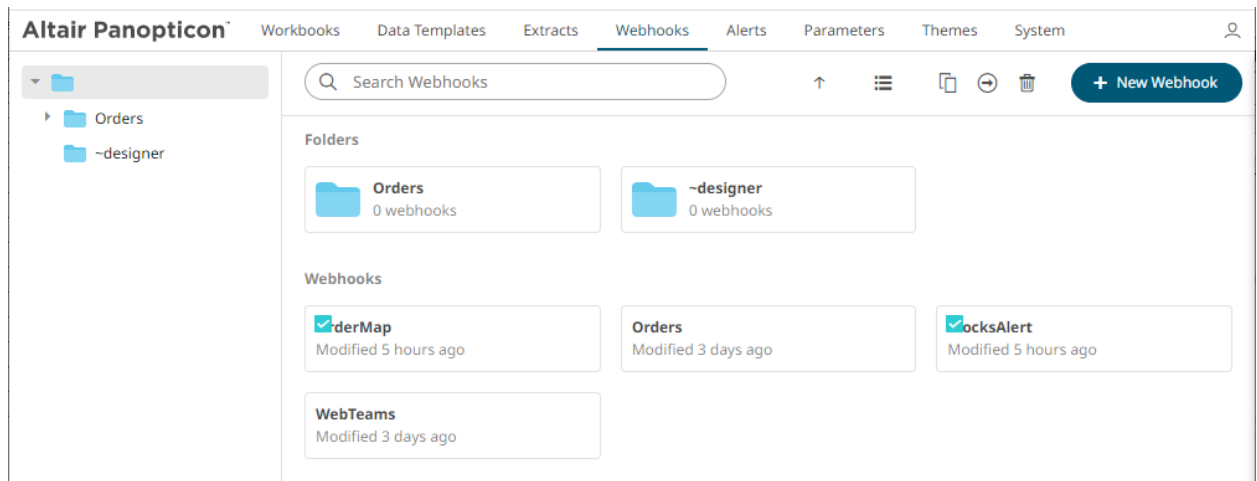 Altair Panopticon™ Workbooks Data Templates Extracts Webhooks Alerts Parameters Themes System
Search Webhooks
+ New Webhook
Orders
~designer
Folders
Orders
0 webhooks
~designer
0 webhooks
Webhooks
rderMap
Modified 5 hours ago
Orders
Modified 3 days ago
ocksAlert
Modified 5 hours ago
WebTeams
Modified 3 days ago